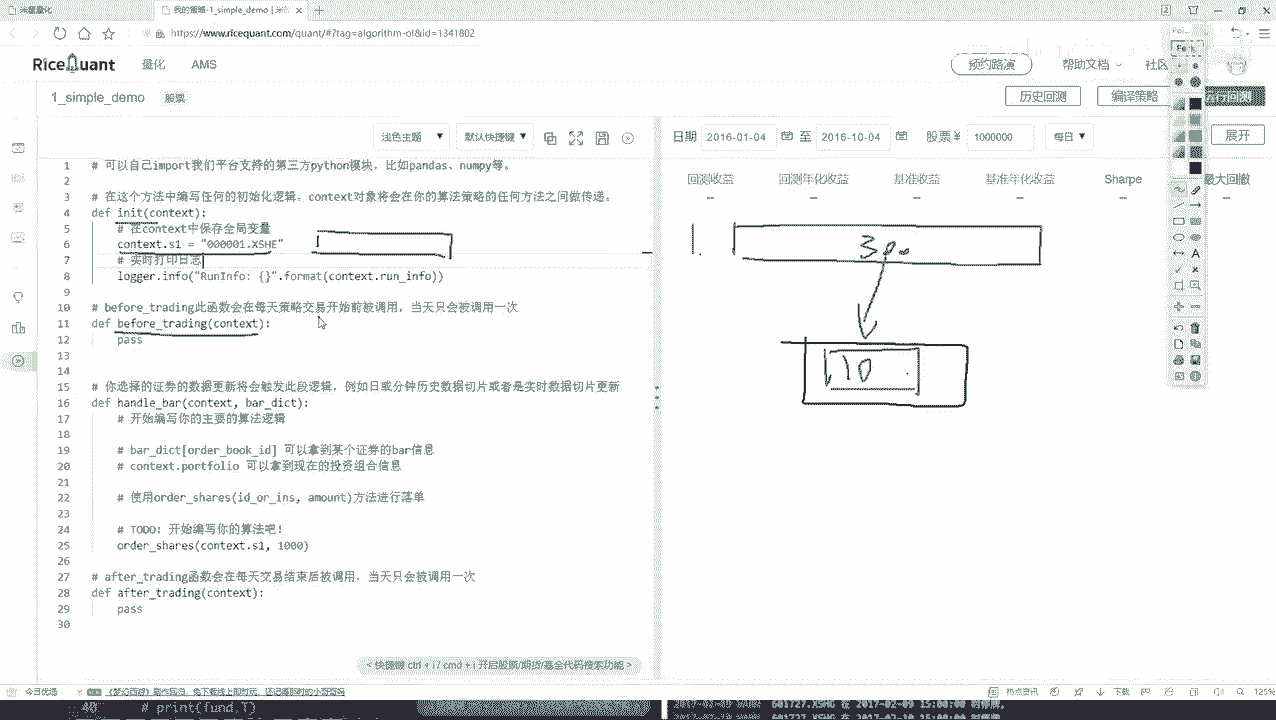 米筐量化
我的策略-1_simple_demo | 米筐
https://www.ricequant.com/quant/#?tag=algorithm-ol&id=1341802
RiceQuant 量化 AMS 预约路演 帮助文档 社区
1_simple_demo 股票 历史回测 编译策略 运行回测
浅色主题 默认快捷键 日期 2016-01-04 至 2016-10-04 股票¥ 1000000 每日 展开
回测收益 回测年化收益 基准收益 基准年化收益 Sharpe 最大回撤
-- -- -- -- -- --
1 # 可以自己import我们平台支持的第三方python模块，比如pandas、numpy等。
2
3 # 在这个方法中编写任何的初始化逻辑。context对象将会在你的算法策略的任何方法之间做传递。
4 def init(context):
5 # 在context中保存全局变量
6 context.s1 = "000001.XSHE"
7 # 实时打印日志
8 logger.info("RunInfo: {}".format(context.run_info))
9
10 # before_trading此函数会在每天策略交易开始前被调用，当天只会被调用一次
11 def before_trading(context):
12 pass
13
14
15 # 你选择的证券的数据更新将会触发此段逻辑，例如日或分钟历史数据切片或者是实时数据切片更新
16 def handle_bar(context, bar_dict):
17 # 开始编写你的主要的算法逻辑
18
19 # bar_dict[order_book_id] 可以拿到某个证券的bar信息
20 # context.portfolio 可以拿到现在的投资组合信息
21
22 # 使用order_shares(id_or_ins, amount)方法进行落单
23
24 # TODO: 开始编写你的算法吧！
25 order_shares(context.s1, 1000)
26
27 # after_trading函数会在每天交易结束后被调用，当天只会被调用一次
28 def after_trading(context):
29 pass
30
1. 300
10
< 快捷键 ctrl + i / cmd + i 开启股票/期货/基金代码搜索功能 >
今日优选 热点资讯 下载 125%
40 # print(fund.T)
601727.XSHG 在 2017-02-09 15:00:00 时停牌,